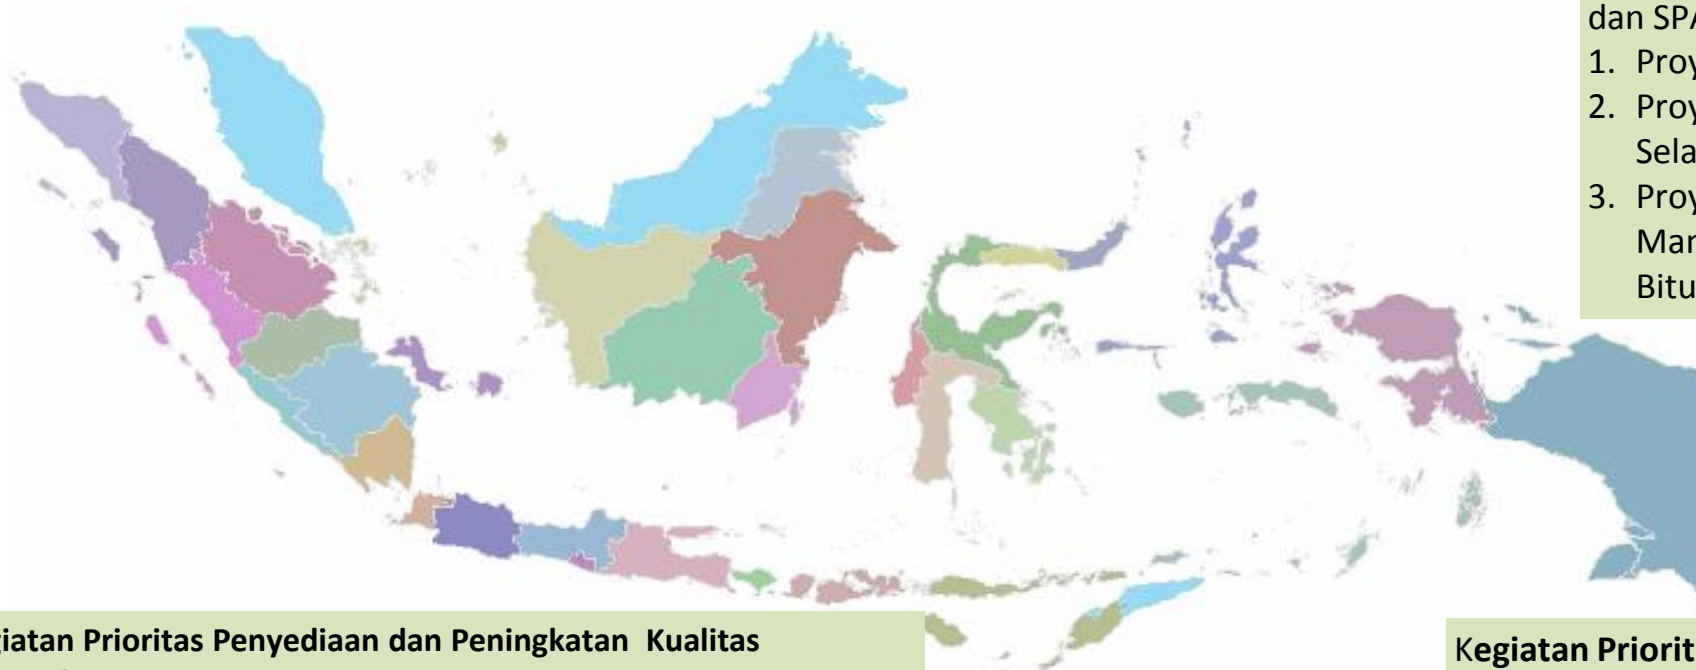 dan SPA
1. Proy
2. Proy
Sela
3. Proy
Mar
Bitu
giatan Prioritas Penyediaan dan Peningkatan Kualitas
Kegiatan Priorit